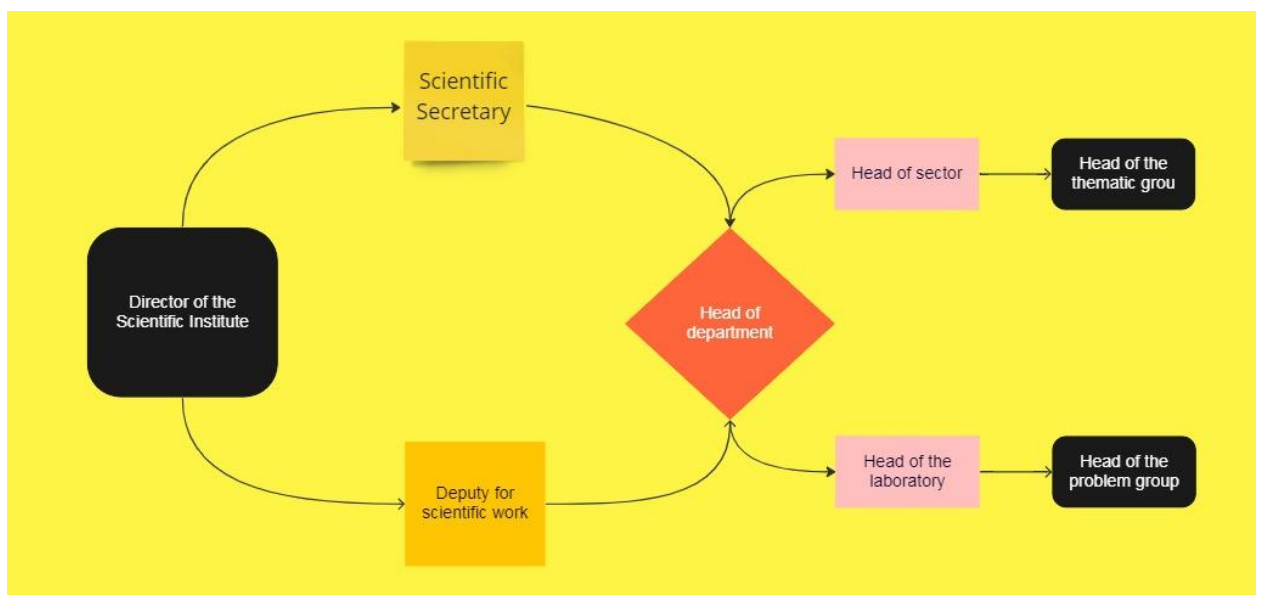 Scientific
Secretary
Head of sector
Head of the
thematic grou
Director of the
Scientific Institute
Head of
department
Deputy for
scientific work
Head of the
laboratory
Head of the
problem group